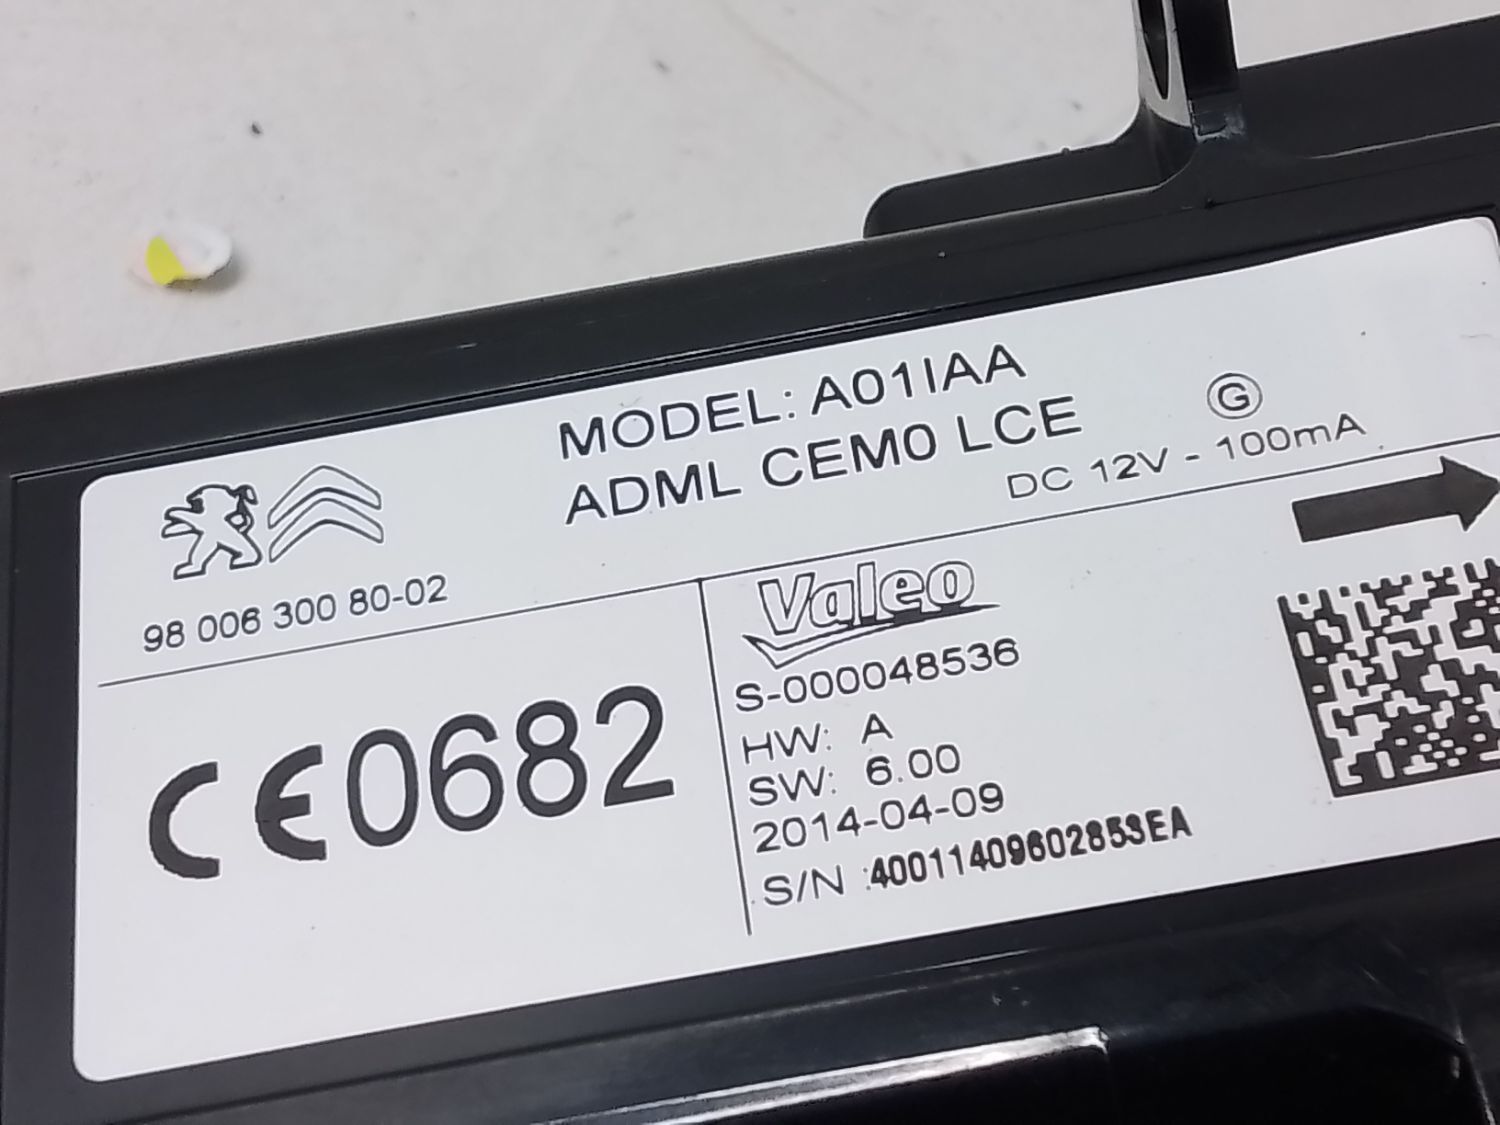 MODEL: A01IAA
ADML CEM0 LCE
G
DC 12V - 100mA
98 006 300 80-02
CE0682
Valeo
S-000048536
HW: A
SW: 6.00
2014-04-09
S/N :40011409602853EA